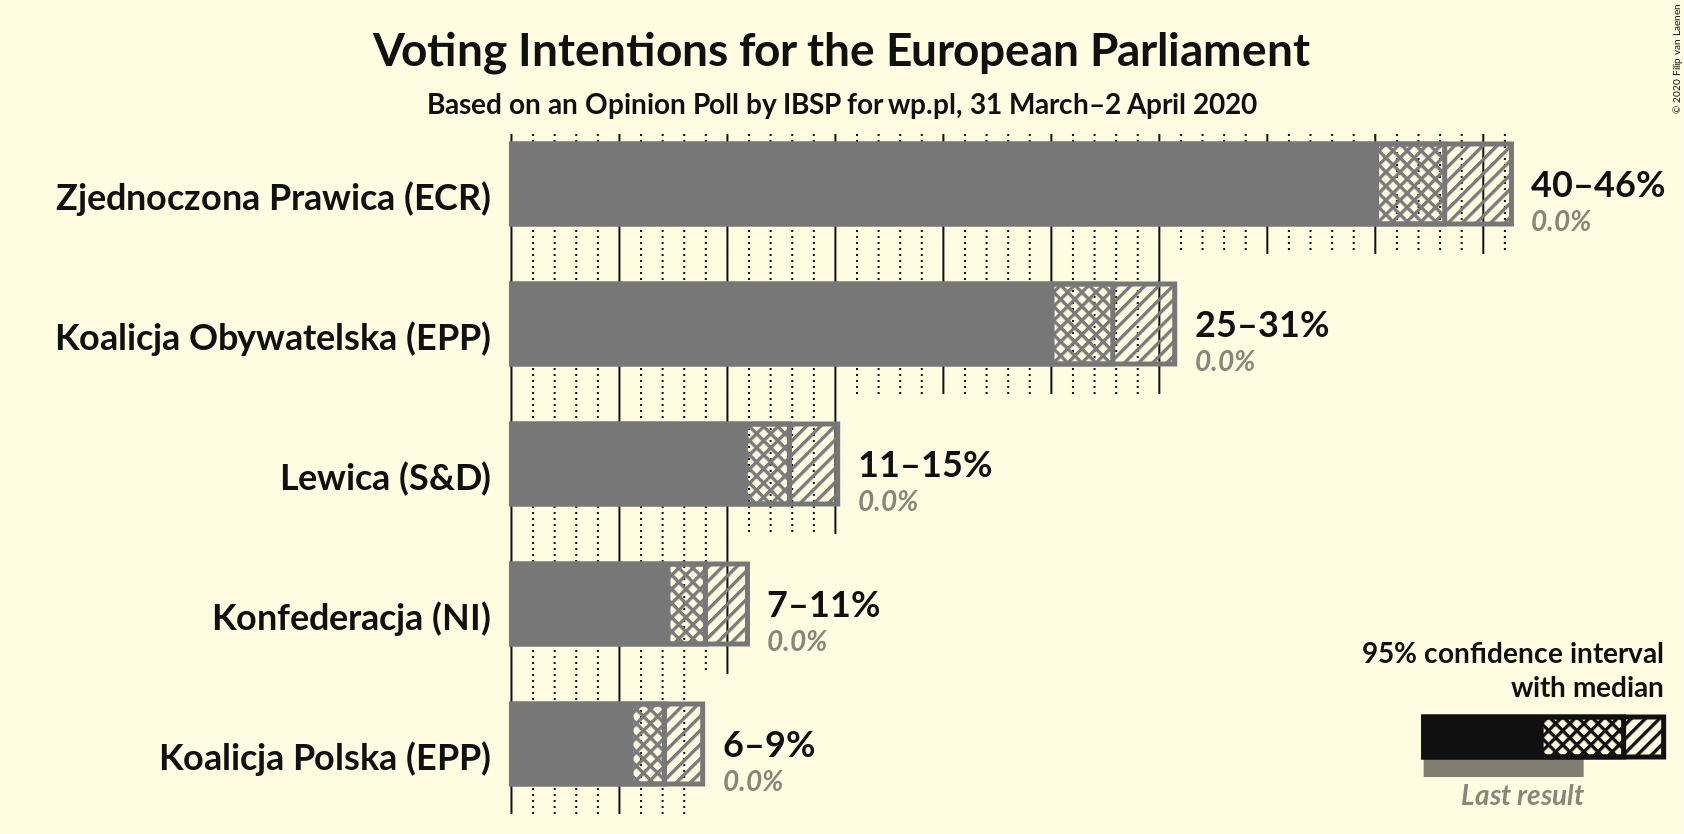 Voting Intentions for the European Parliament
Based on an Opinion Poll by IBSP for wp.pl, 31 March–2 April 2020
© 2020 Filip van Laenen
Zjednoczona Prawica (ECR)
40–46%
0.0%
Koalicja Obywatelska (EPP)
25–31%
0.0%
Lewica (S&D)
11–15%
0.0%
Konfederacja (NI)
7–11%
0.0%
Koalicja Polska (EPP)
6–9%
0.0%
95% confidence interval
with median
Last result